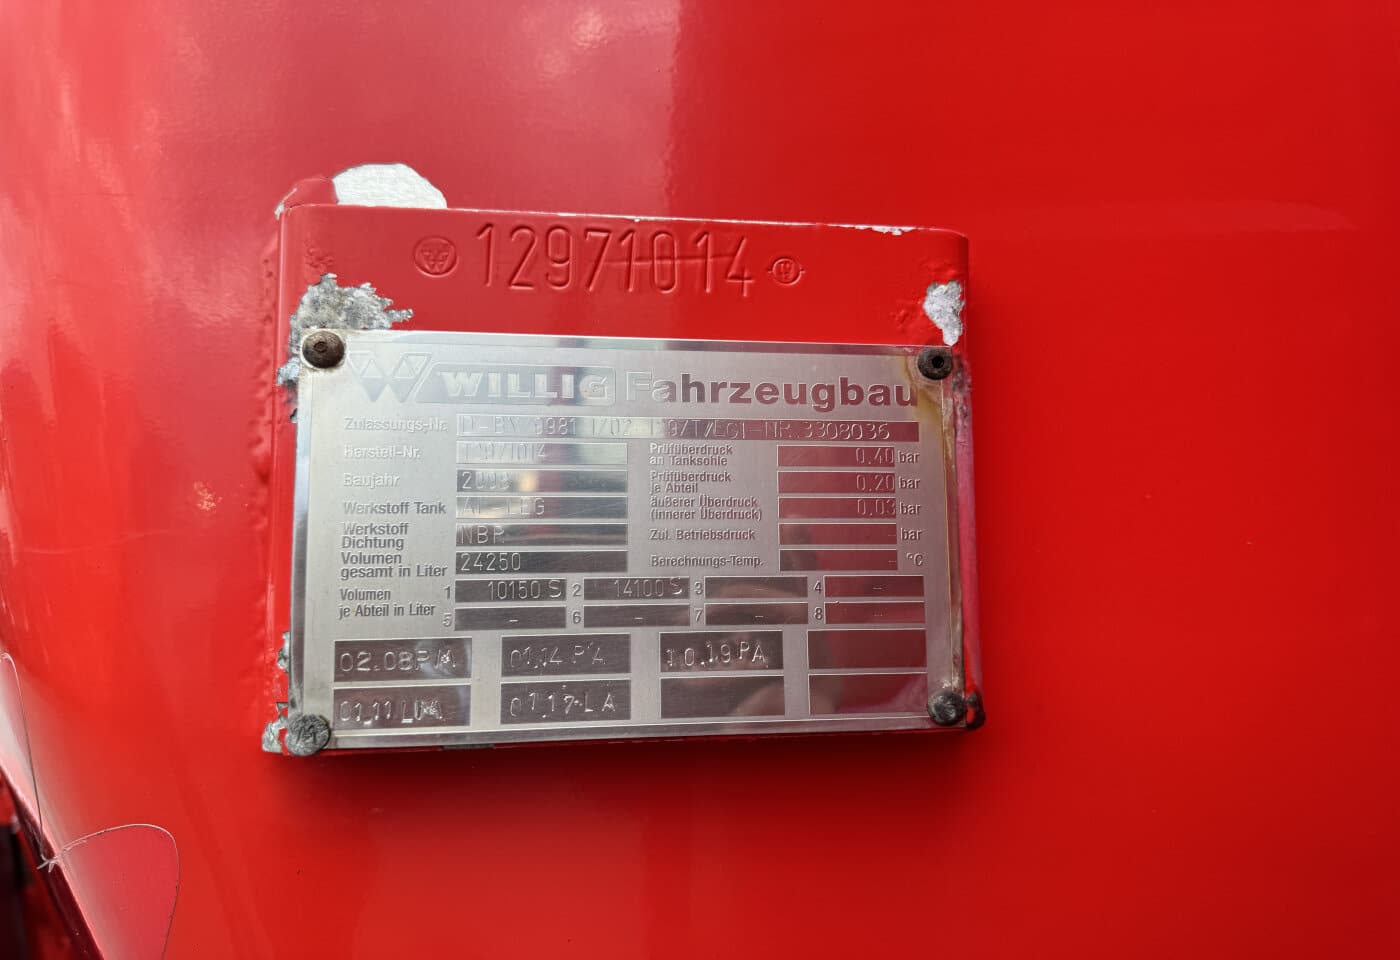 12971014
WILLIG Fahrzeugbau
Zulassungs-Nr. 3308036
Herstell-Nr. 12971014
Baujahr 2008
Werkstoff Tank
Werkstoff Dichtung NBR
Volumen gesamt in Liter 24250
Prüfüberdruck an Tanksohle 0,40 bar
Prüfüberdruck je Abteil 0,20 bar
äußerer Überdruck (innerer Überdruck) 0,03 bar
Zul. Betriebsdruck - bar
Berechnungs-Temp. - °C
Volumen je Abteil in Liter
1 10150 S 2 14100 S 3 - 4 -
5 - 6 - 7 - 8 -
02.08 01.14 PA 10.19 PA
01.11 01.17 LA